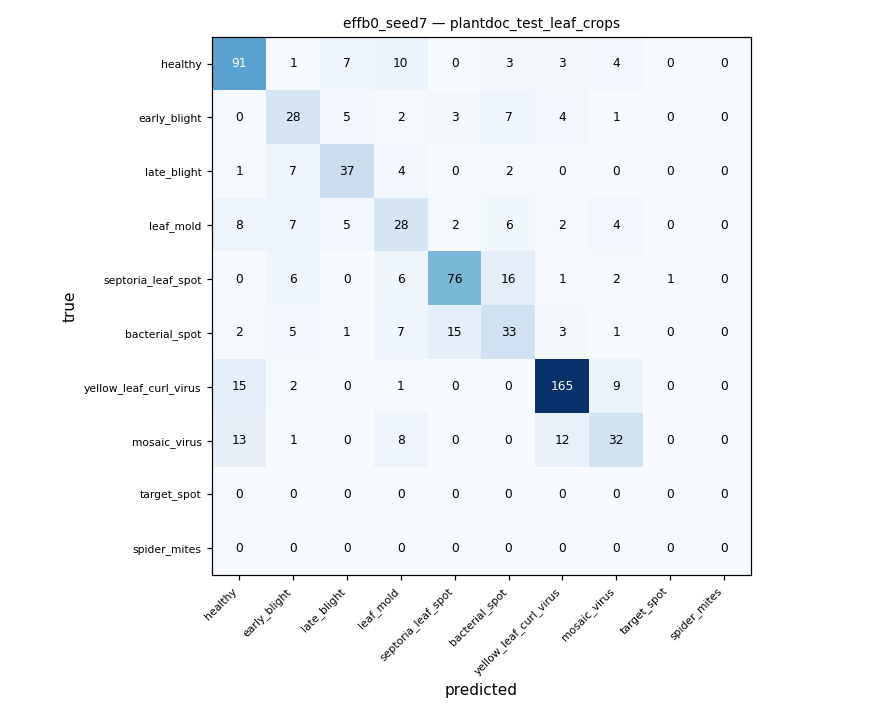 effb0_seed7 — plantdoc_test_leaf_crops
healthy 91 1 7 10 0 3 3 4 0 0
early_blight 0 28 5 2 3 7 4 1 0 0
late_blight 1 7 37 4 0 2 0 0 0 0
leaf_mold 8 7 5 28 2 6 2 4 0 0
septoria_leaf_spot 0 6 0 6 76 16 1 2 1 0
bacterial_spot 2 5 1 7 15 33 3 1 0 0
yellow_leaf_curl_virus 15 2 0 1 0 0 165 9 0 0
mosaic_virus 13 1 0 8 0 0 12 32 0 0
target_spot 0 0 0 0 0 0 0 0 0 0
spider_mites 0 0 0 0 0 0 0 0 0 0
true
healthy early_blight late_blight leaf_mold septoria_leaf_spot bacterial_spot yellow_leaf_curl_virus mosaic_virus target_spot spider_mites
predicted